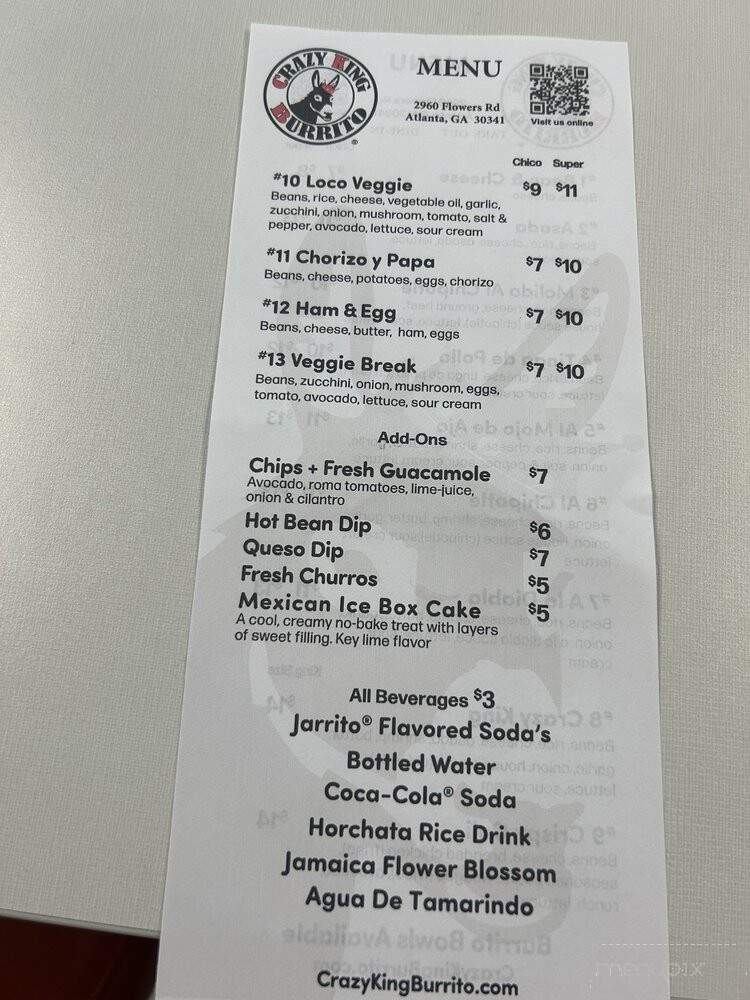 CRAZY KING
BURRITO
MENU
2960 Flowers Rd
Atlanta, GA 30341
Visit us online
Chico Super
#10 Loco Veggie $9 $11
Beans, rice, cheese, vegetable oil, garlic,
zucchini, onion, mushroom, tomato, salt &
pepper, avocado, lettuce, sour cream
#11 Chorizo y Papa $7 $10
Beans, cheese, potatoes, eggs, chorizo
#12 Ham & Egg $7 $10
Beans, cheese, butter, ham, eggs
#13 Veggie Break $7 $10
Beans, zucchini, onion, mushroom, eggs,
tomato, avocado, lettuce, sour cream
Add-Ons
Chips + Fresh Guacamole $7
Avocado, roma tomatoes, lime-juice,
onion & cilantro
Hot Bean Dip $6
Queso Dip $7
Fresh Churros $5
Mexican Ice Box Cake $5
A cool, creamy no-bake treat with layers
of sweet filling. Key lime flavor
All Beverages $3
Jarrito® Flavored Soda's
Bottled Water
Coca-Cola® Soda
Horchata Rice Drink
Jamaica Flower Blossom
Agua De Tamarindo
CrazyKingBurrito.com
menupix